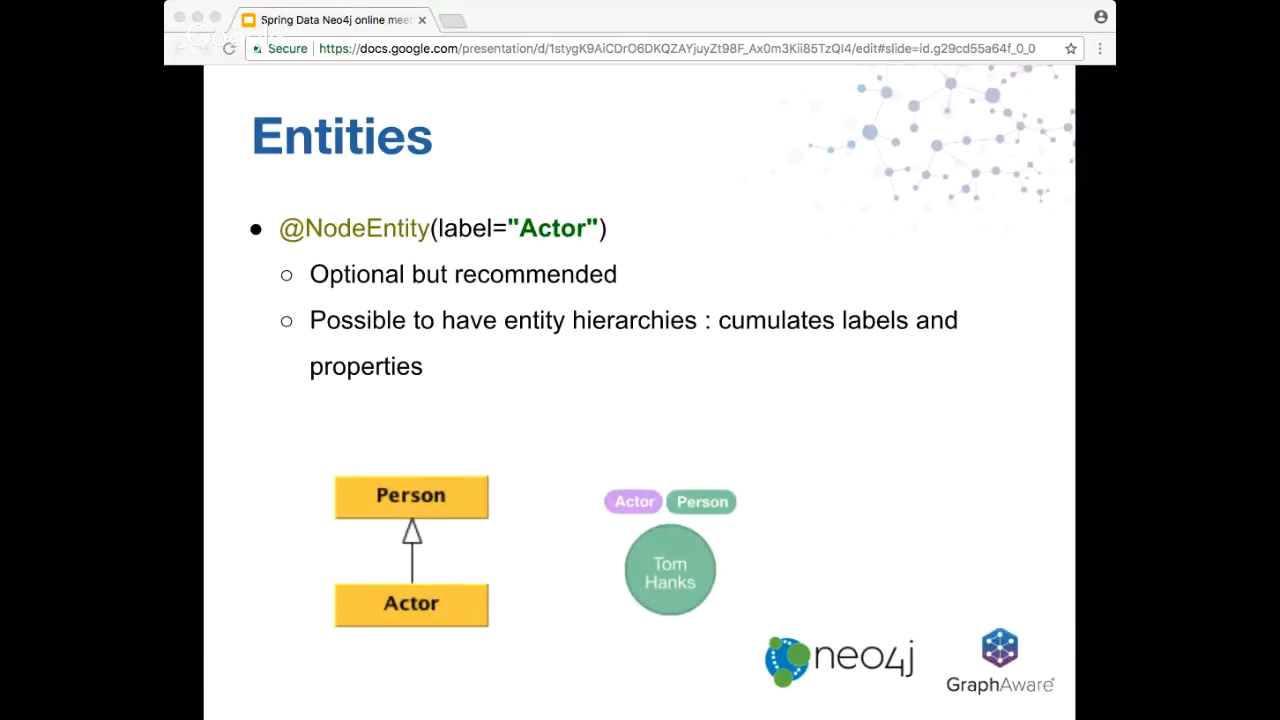 Spring Data Neo4j online meet
Google
Secure https://docs.google.com/presentation/d/1stygK9AiCDrO6DKQZAYjuyZt98F_Ax0m3Kii85TzQI4/edit#slide=id.g29cd55a64f_0_0
Entities
● @NodeEntity(label="Actor")
○ Optional but recommended
○ Possible to have entity hierarchies : cumulates labels and
properties
Person
Actor
Actor Person
Tom
Hanks
neo4j
GraphAware